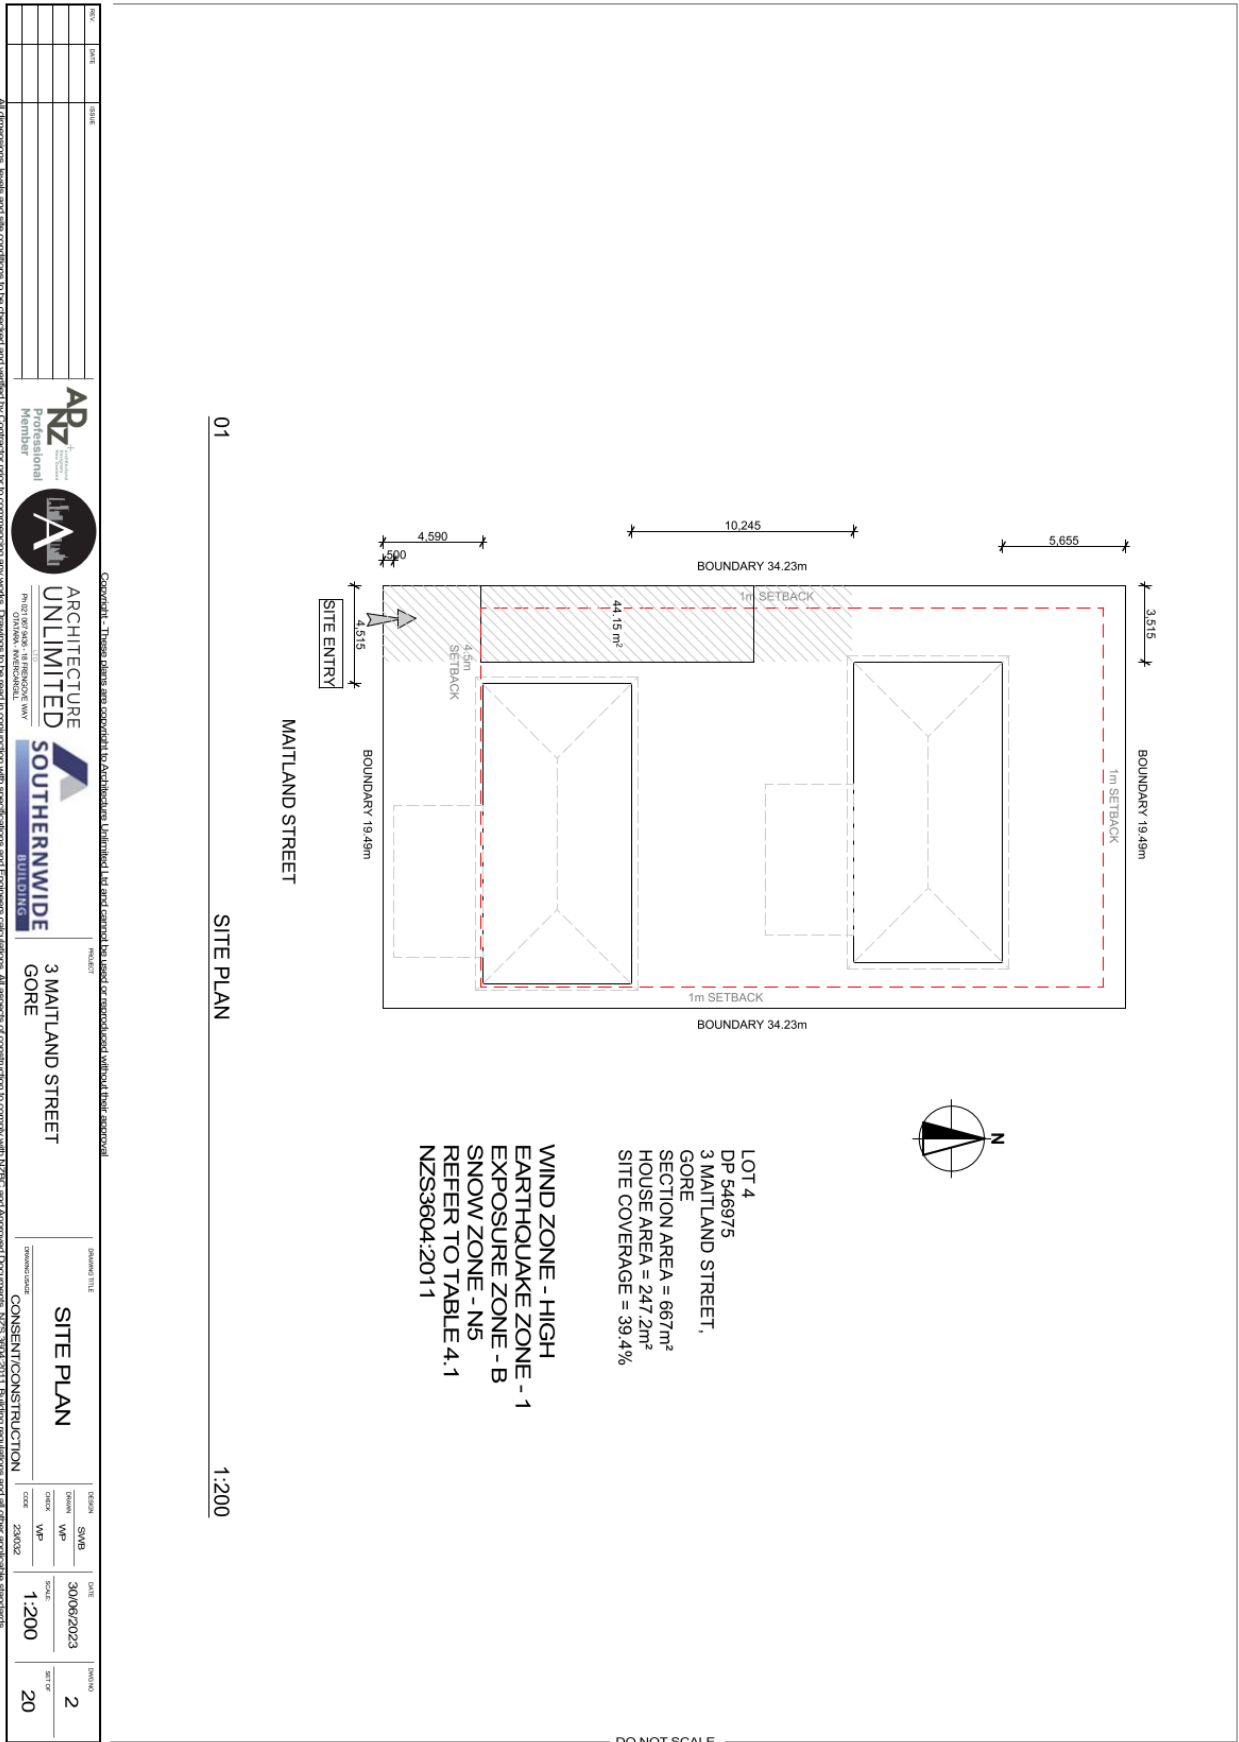 4,590
500
10,245
5,655
BOUNDARY 34.23m
1m SETBACK
44.15 m²
4,515
3,515
SITE ENTRY
4.5m
SETBACK
MAITLAND STREET
BOUNDARY 19.49m
1m SETBACK
BOUNDARY 19.49m
1m SETBACK
BOUNDARY 34.23m
N
LOT 4
DP 546975
3 MAITLAND STREET,
GORE
SECTION AREA = 667m²
HOUSE AREA = 247.2m²
SITE COVERAGE = 39.4%
WIND ZONE - HIGH
EARTHQUAKE ZONE - 1
EXPOSURE ZONE - B
SNOW ZONE - N5
REFER TO TABLE 4.1
NZS3604:2011
01
SITE PLAN
1:200
DO NOT SCALE
Copyright - These plans are copyright to Architecture Unlimited Ltd and cannot be used or reproduced without their approval
REV.
DATE
ISSUE
ADNZ
Professional
Member
A
ARCHITECTURE
UNLIMITED
LTD
SOUTHERNWIDE
BUILDING
PROJECT
3 MAITLAND STREET
GORE
DRAWING TITLE
SITE PLAN
DRAWING USAGE
CONSENT/CONSTRUCTION
DESIGN
SWB
DRAWN
WP
CHECK
WP
CODE
23/032
DATE
30/06/2023
SCALE:
1:200
DWG NO
2
SET OF
20